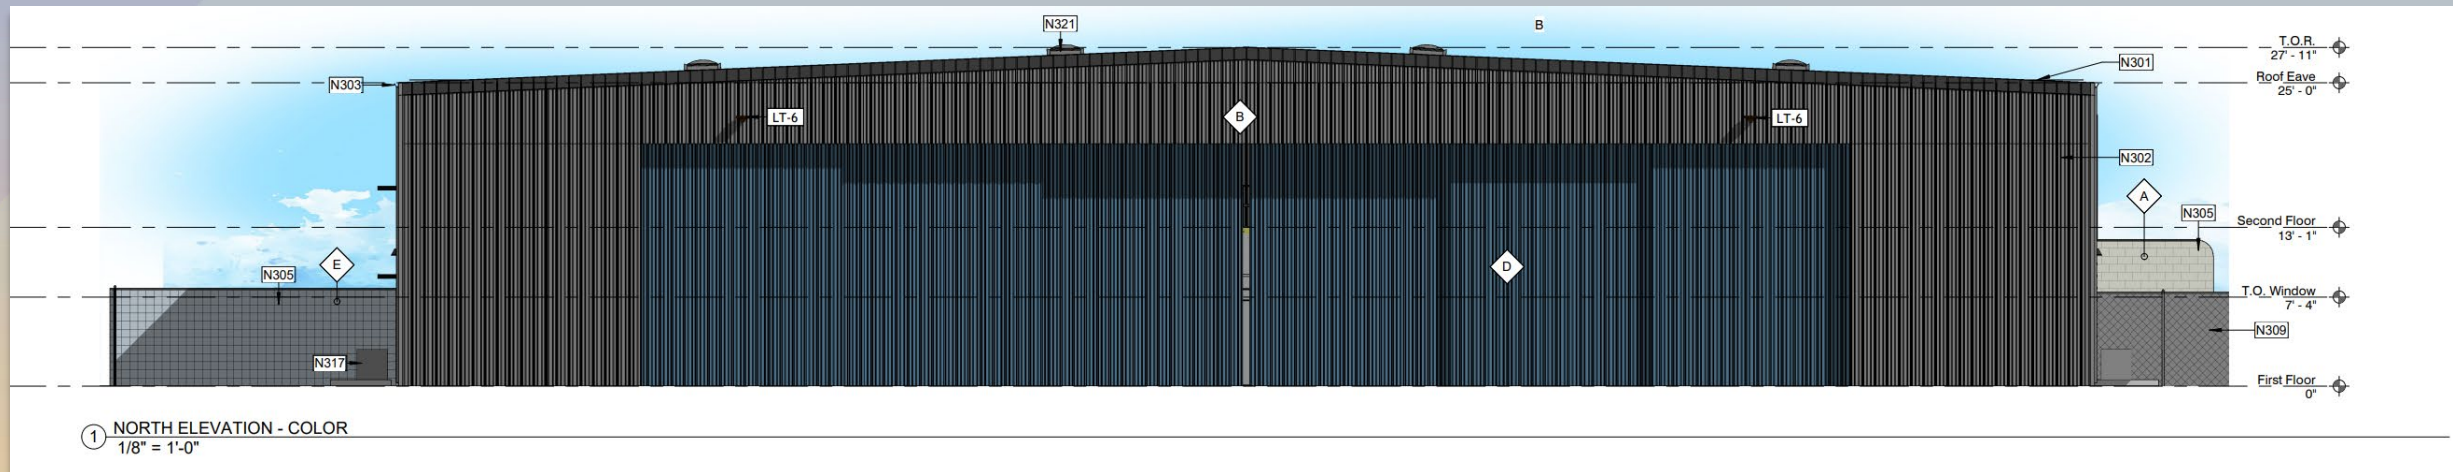 N321
B
T.O.R.
27' - 11"
N303
N301
Roof Eave
25' - 0"
LT-6
B
LT-6
N302
A
N305
Second Floor
13' - 1"
E
N305
D
T.O. Window
7' - 4"
N309
N317
First Floor
0"
1
NORTH ELEVATION - COLOR
1/8" = 1'-0"